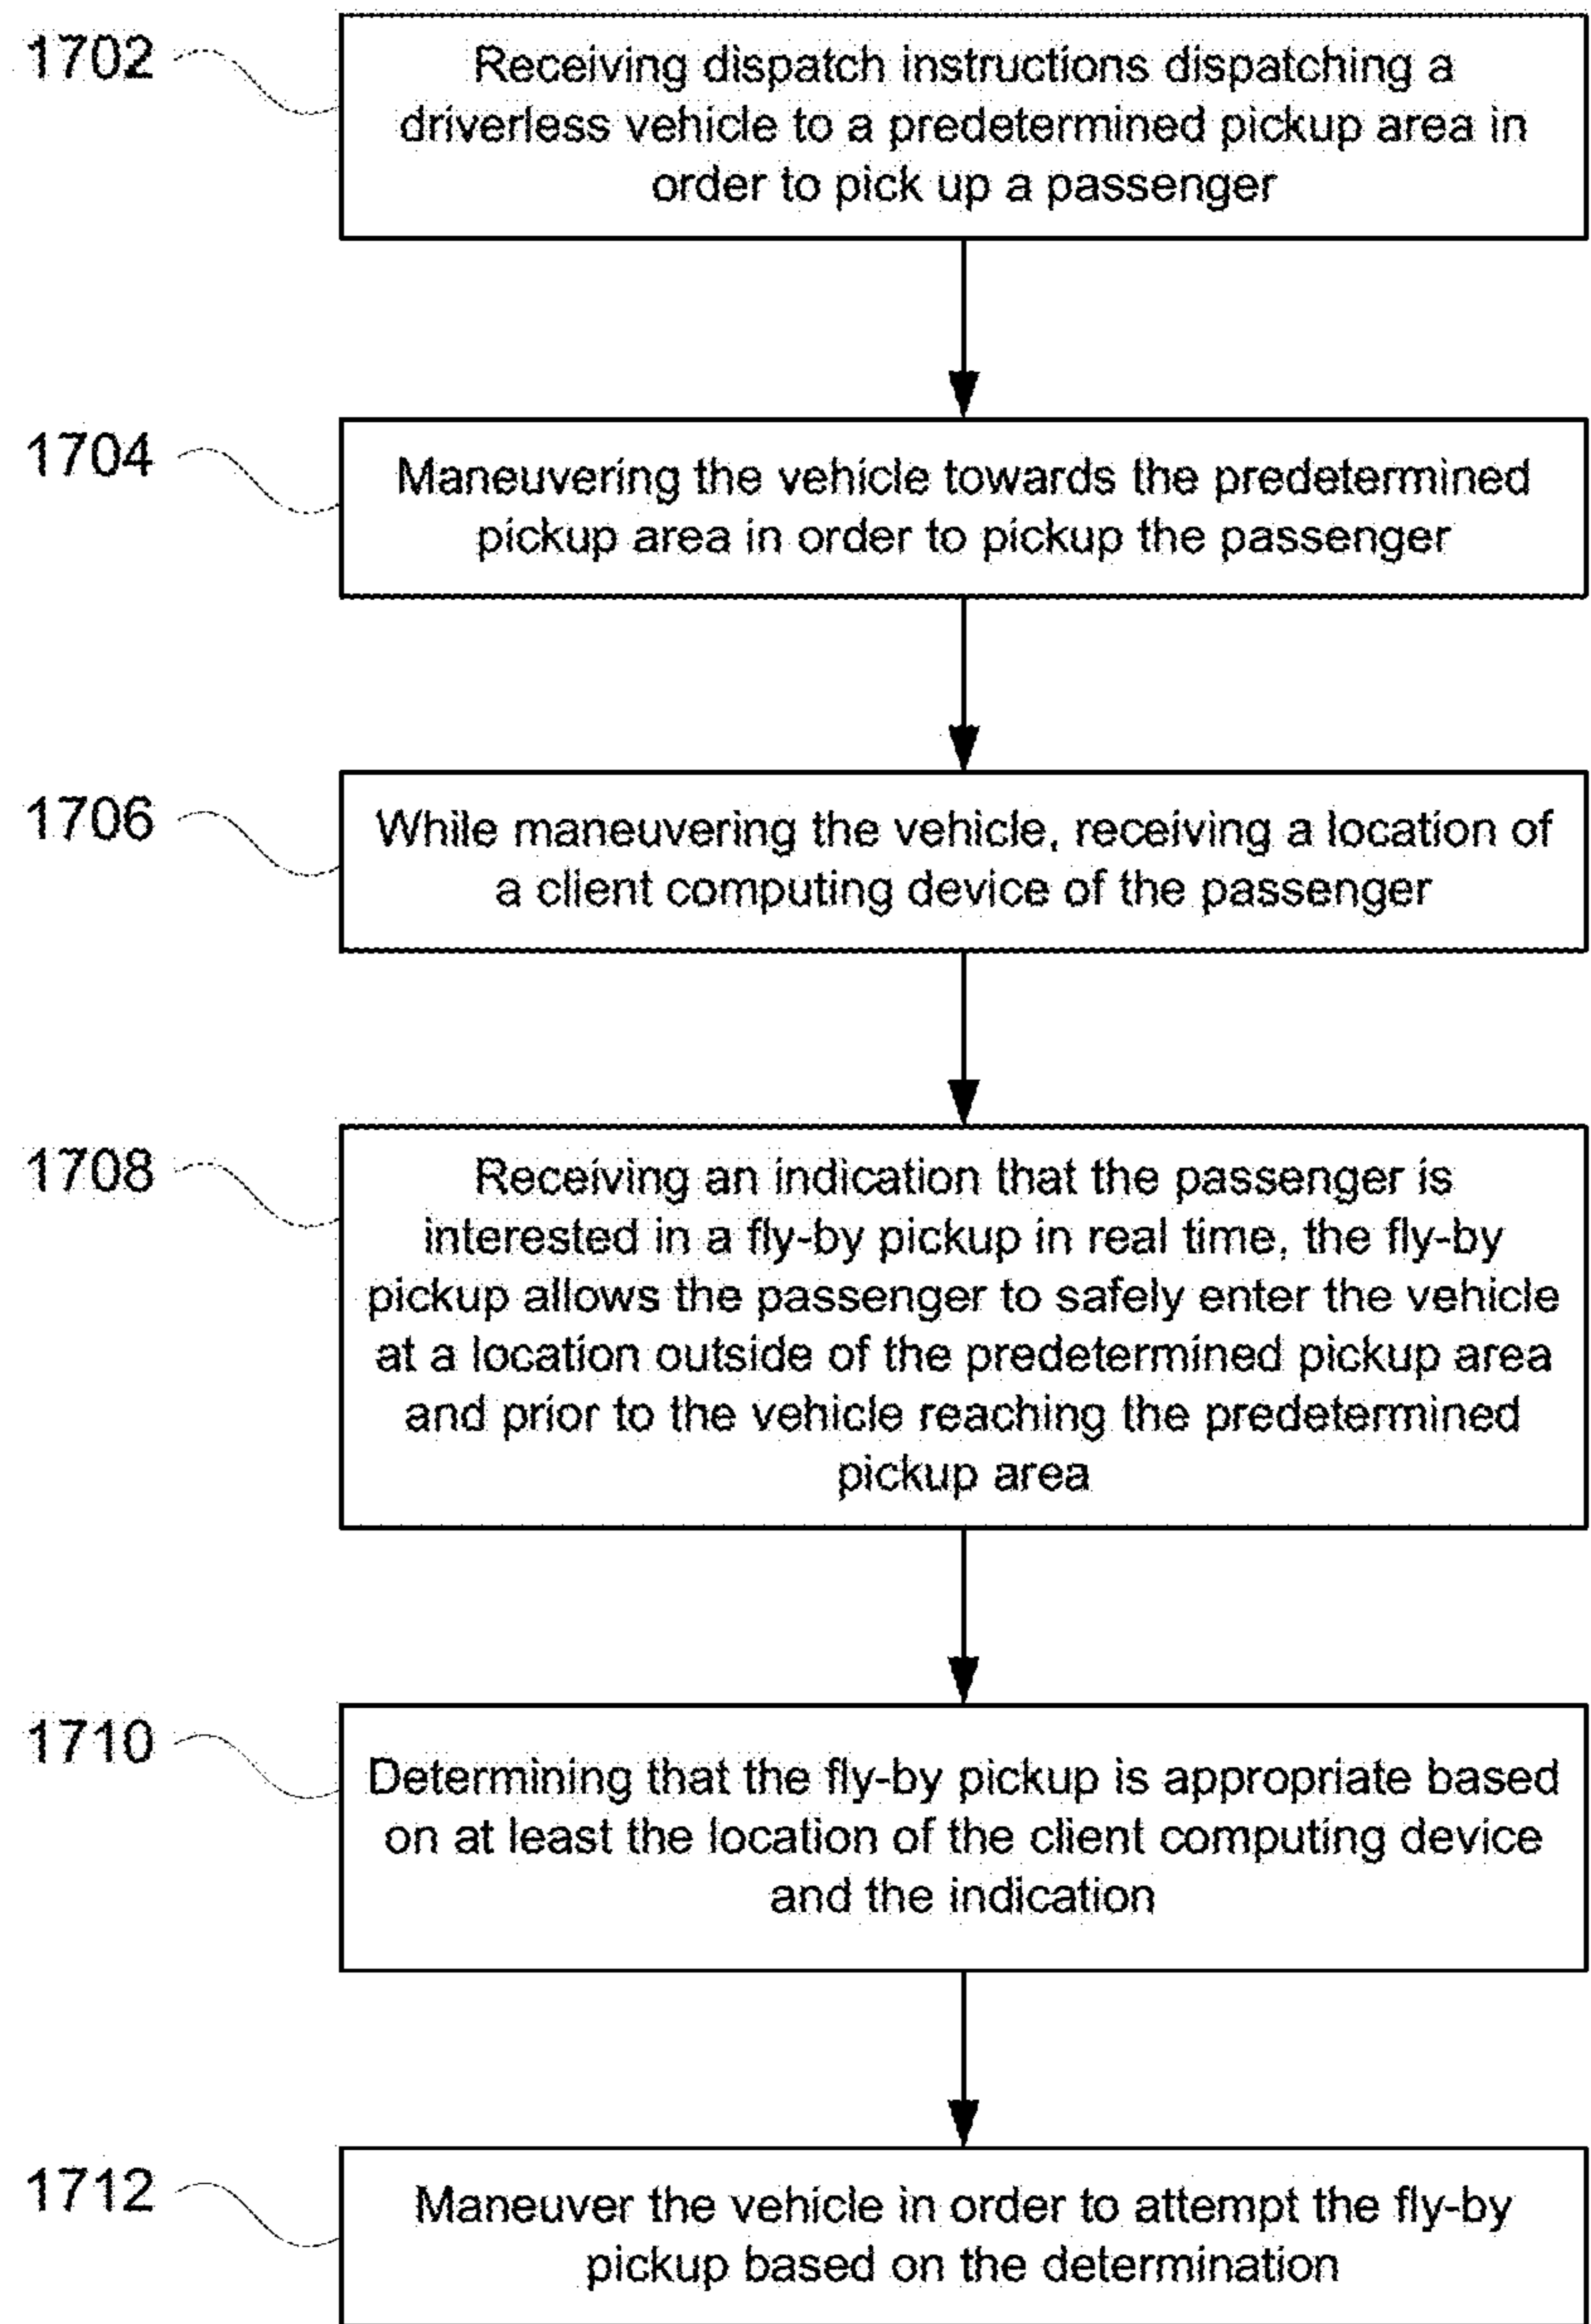 1702
Receiving dispatch instructions dispatching a
driverless vehicle to a predetermined pickup area in
order to pick up a passenger
1704
Maneuvering the vehicle towards the predetermined
pickup area in order to pickup the passenger
1706
While maneuvering the vehicle, receiving a location of
a client computing device of the passenger
1708
Receiving an indication that the passenger is
interested in a fly-by pickup in real time, the fly-by
pickup allows the passenger to safely enter the vehicle
at a location outside of the predetermined pickup area
and prior to the vehicle reaching the predetermined
pickup area
1710
Determining that the fly-by pickup is appropriate based
on at least the location of the client computing device
and the indication
1712
Maneuver the vehicle in order to attempt the fly-by
pickup based on the determination